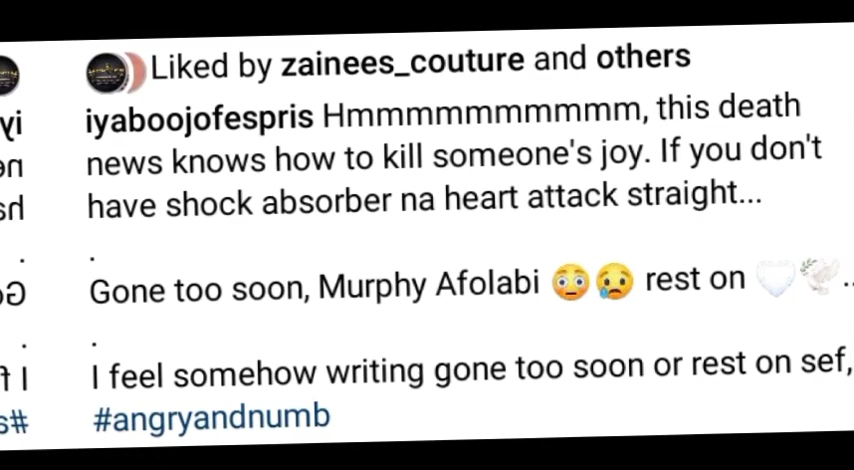 Liked by zainees_couture and others
iyaboojofespris Hmmmmmmmmmm, this death
news knows how to kill someone's joy. If you don't
have shock absorber na heart attack straight...
.
Gone too soon, Murphy Afolabi 😳😢 rest on 🤍🕊️..
.
I feel somehow writing gone too soon or rest on sef,
#angryandnumb